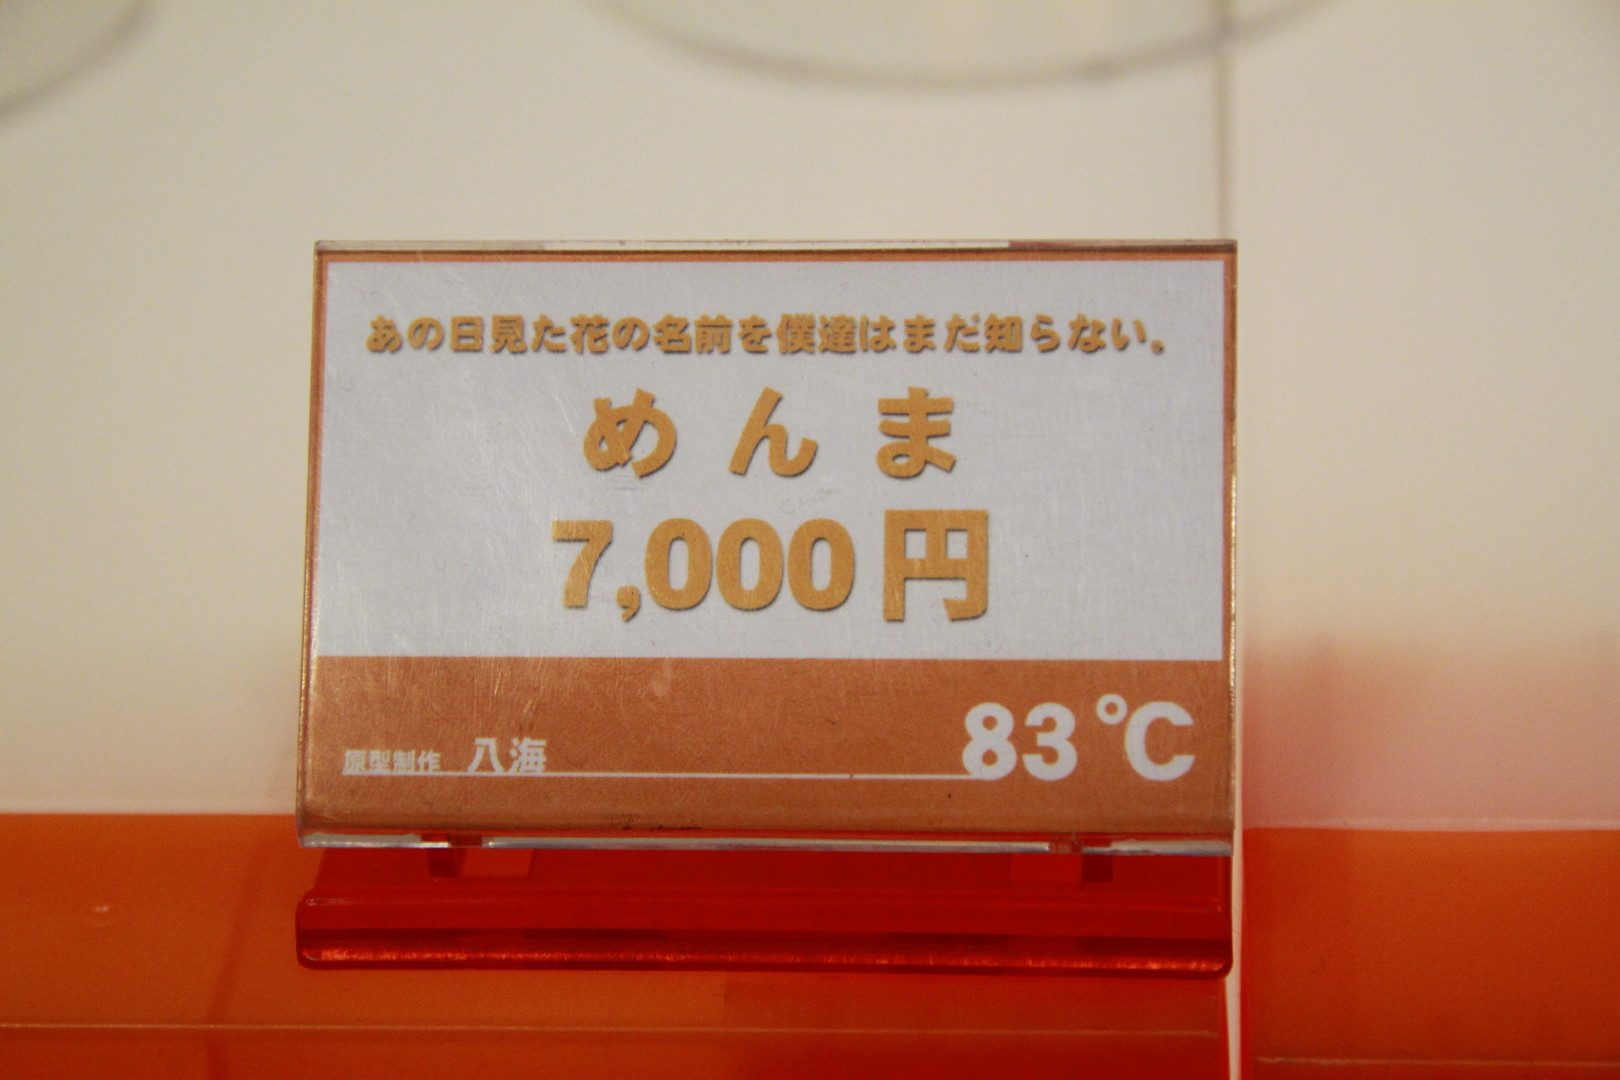 あの日見た花の名前を僕達はまだ知らない。
めんま
7,000円
原型制作 八海
83℃